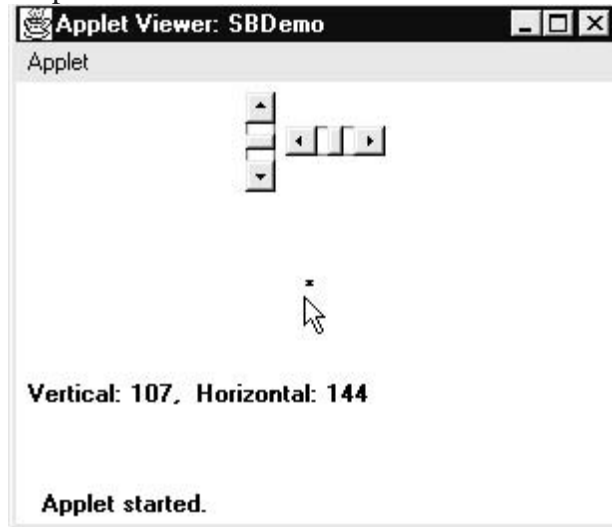 Applet Viewer: SBDemo
Applet
*
Vertical: 107, Horizontal: 144
Applet started.